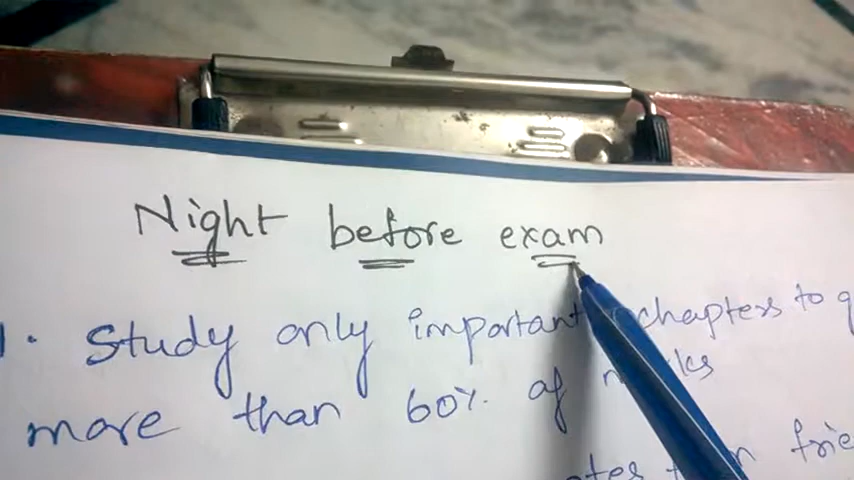 Night before exam
1. Study only important chapters to
more than 60% of